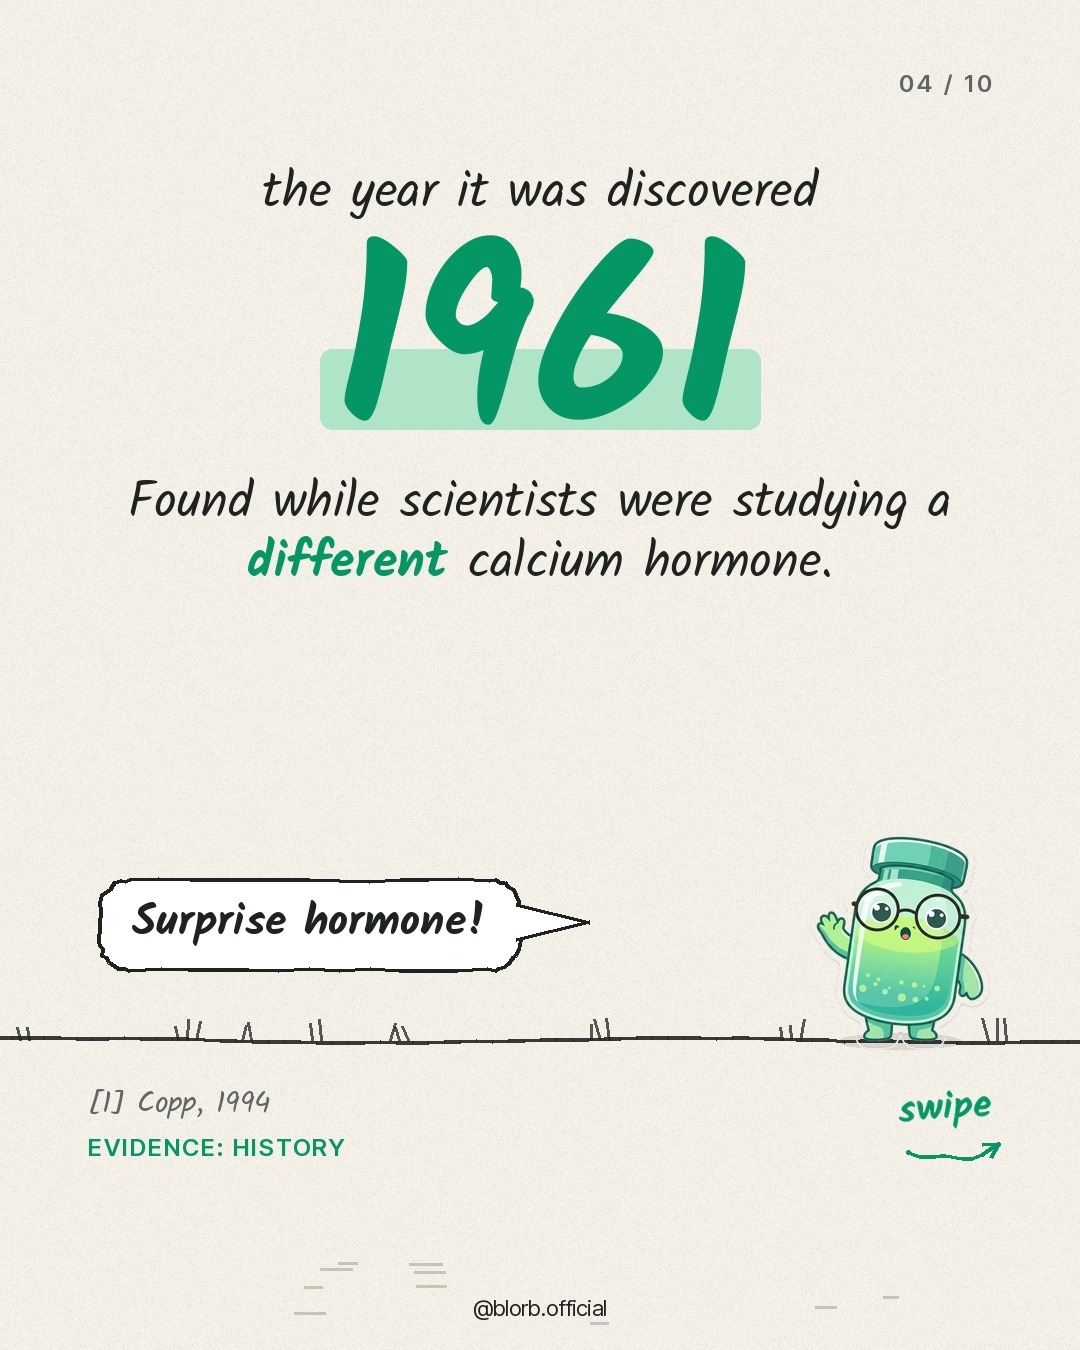 04 / 10
the year it was discovered
1961
Found while scientists were studying a
different calcium hormone.
Surprise hormone!
[1] Copp, 1994
EVIDENCE: HISTORY
swipe
@blorb.official